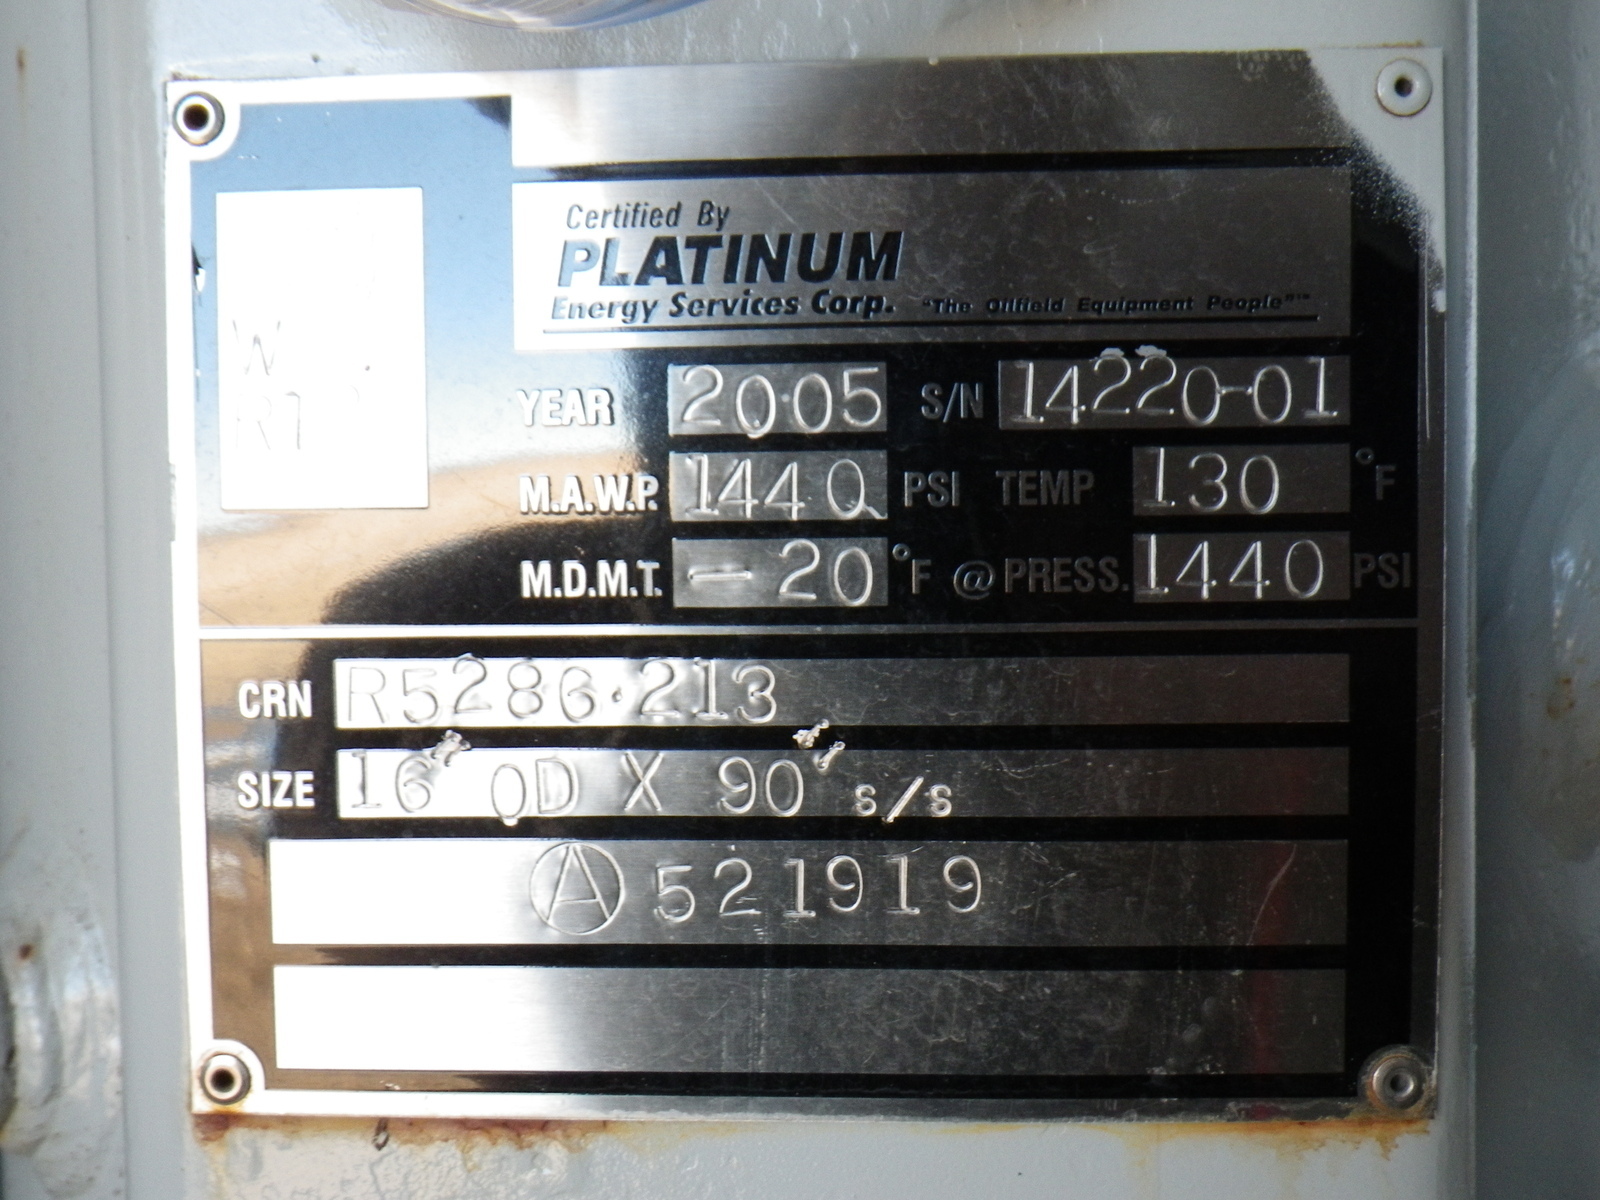 Certified By
PLATINUM
Energy Services Corp. "The Oilfield Equipment People"™
W
RT
YEAR 2005 S/N 14220-01
M.A.W.P. 1440 PSI TEMP 130 °F
M.D.M.T. -20 °F @ PRESS. 1440 PSI
CRN R5286.213
SIZE 16" OD X 90" s/s
Ⓐ 521919